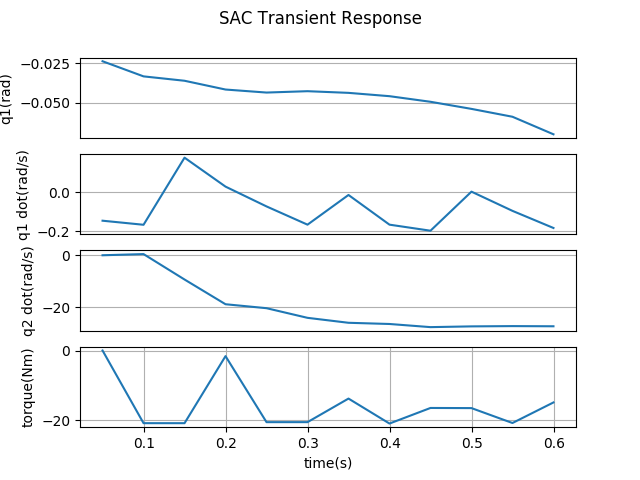 SAC Transient Response
−0.025
−0.050
q1(rad)
0.0
−0.2
q1 dot(rad/s)
0
−20
q2 dot(rad/s)
0
−20
torque(Nm)
0.1 0.2 0.3 0.4 0.5 0.6
time(s)